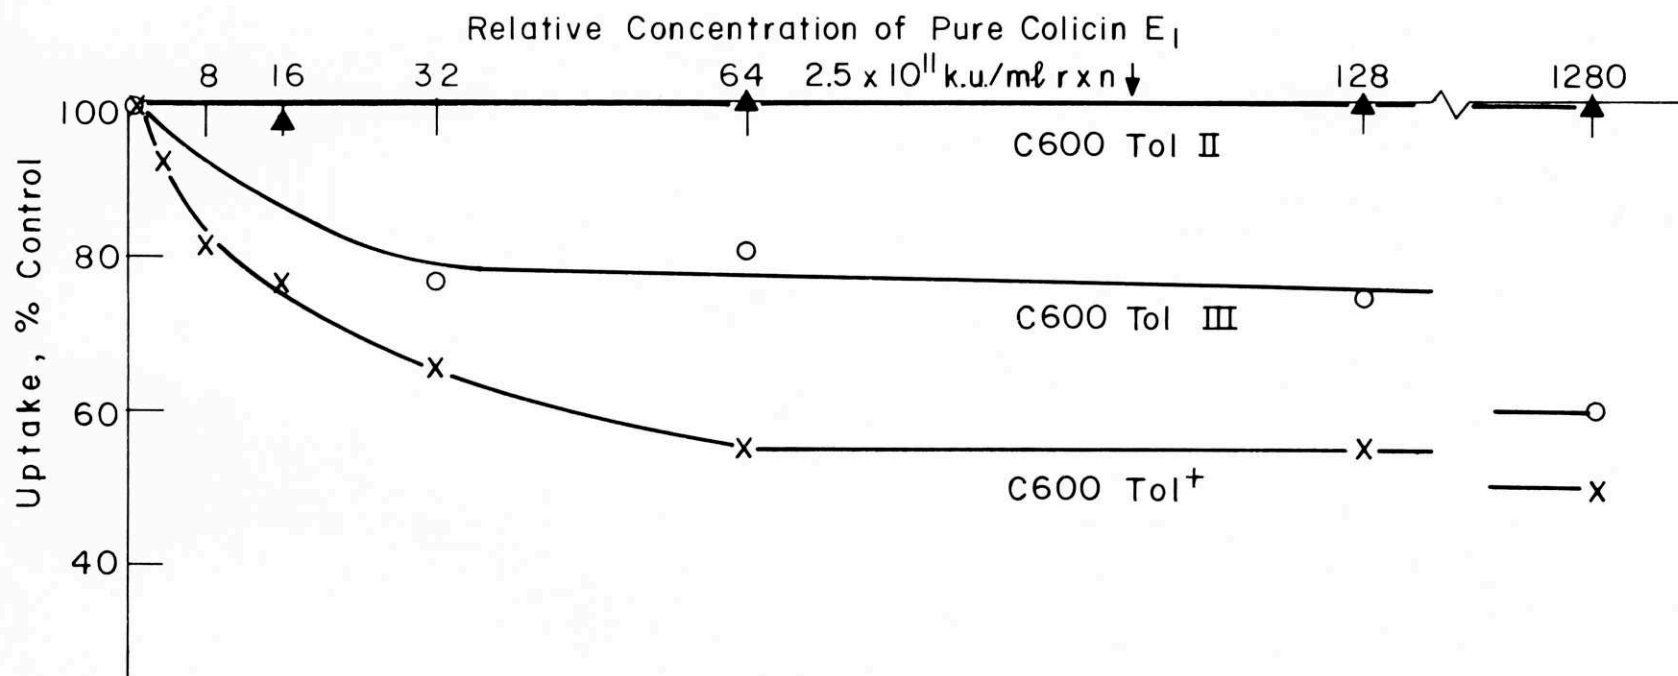 Relative Concentration of Pure Colicin E₁
8 16 32 64 2.5 x 10¹¹ k.u./ml r x n ↓ 128 1280
100
C600 Tol II
Uptake, % Control
80
C600 Tol III
60
C600 Tol⁺
40